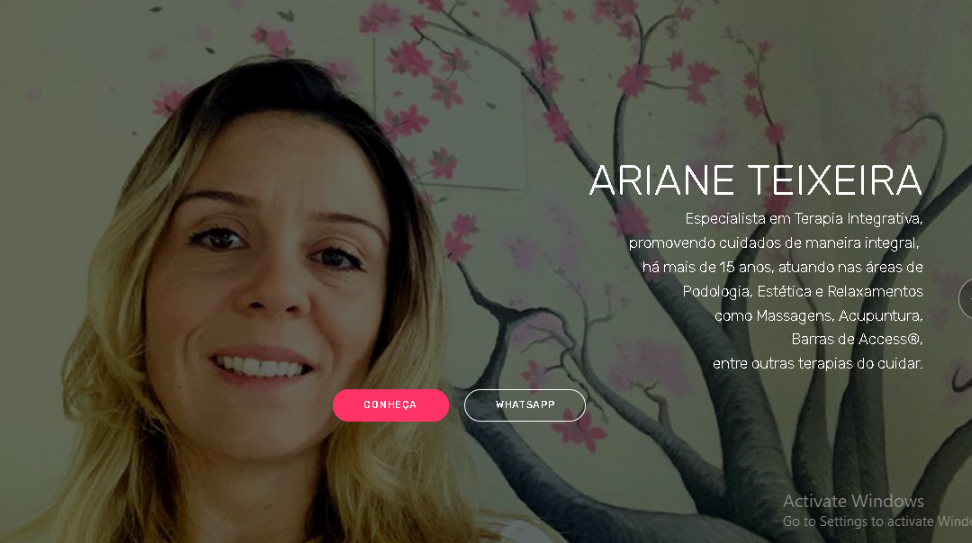 ARIANE TEIXEIRA
Especialista em Terapia Integrativa,
promovendo cuidados de maneira integral,
há mais de 15 anos, atuando nas áreas de
Podologia, Estética e Relaxamentos
como Massagens, Acupuntura,
Barras de Access®,
entre outras terapias do cuidar.
CONHEÇA
WHATSAPP
Activate Windows
Go to Settings to activate